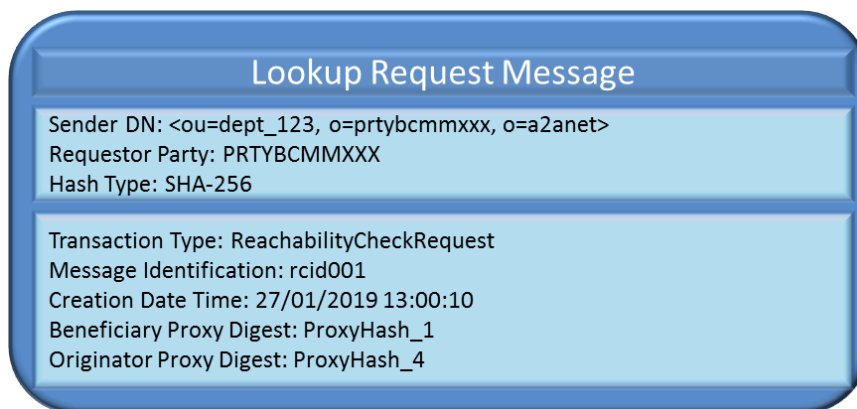 Lookup Request Message
Sender DN: <ou=dept_123, o=prtybcmmxxx, o=a2anet>
Requestor Party: PRTYBCMMXXX
Hash Type: SHA-256
Transaction Type: ReachabilityCheckRequest
Message Identification: rcid001
Creation Date Time: 27/01/2019 13:00:10
Beneficiary Proxy Digest: ProxyHash_1
Originator Proxy Digest: ProxyHash_4